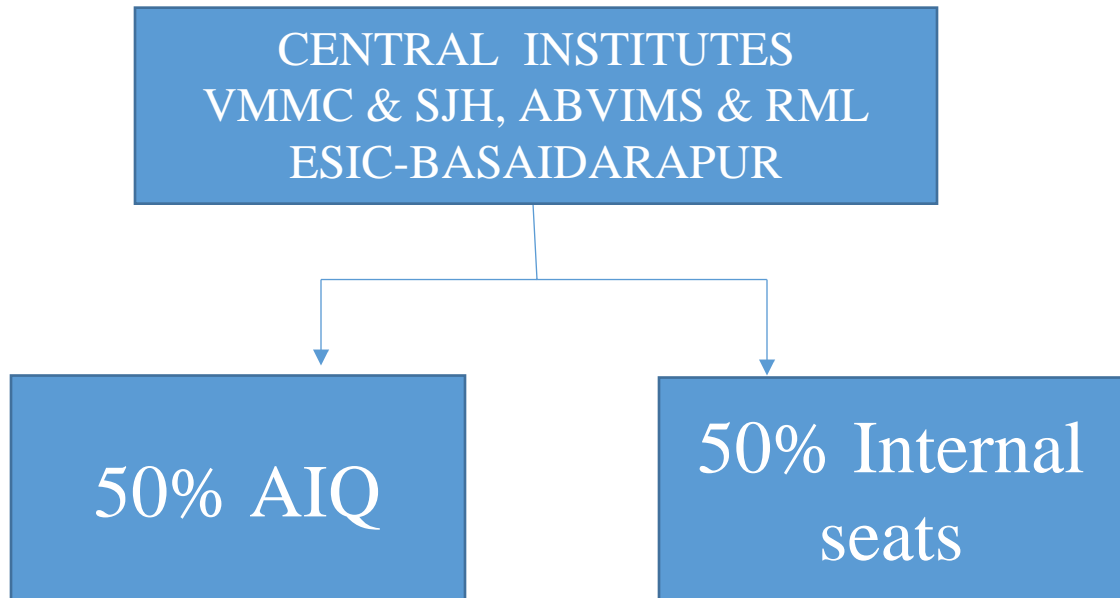 CENTRAL INSTITUTES
VMMC & SJH, ABVIMS & RML
ESIC-BASAIDARAPUR
50% AIQ
50% Internal
seats